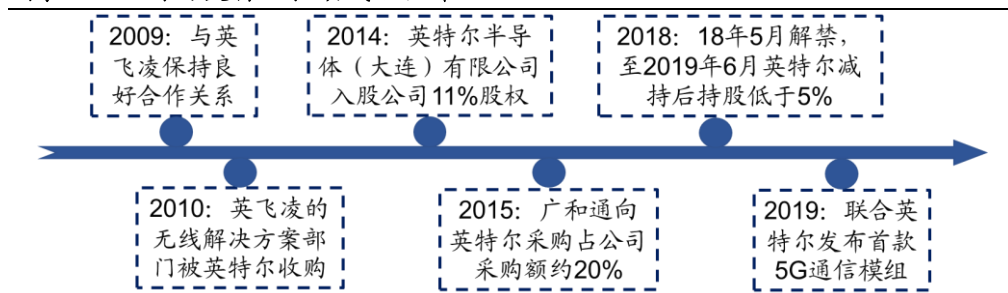 2009：与英
飞凌保持良
好合作关系
2014：英特尔半导
体（大连）有限公司
入股公司11%股权
2018：18年5月解禁，
至2019年6月英特尔减
持后持股低于5%
2010：英飞凌的
无线解决方案部
门被英特尔收购
2015：广和通向
英特尔采购占公司
采购额约20%
2019：联合英
特尔发布首款
5G通信模组